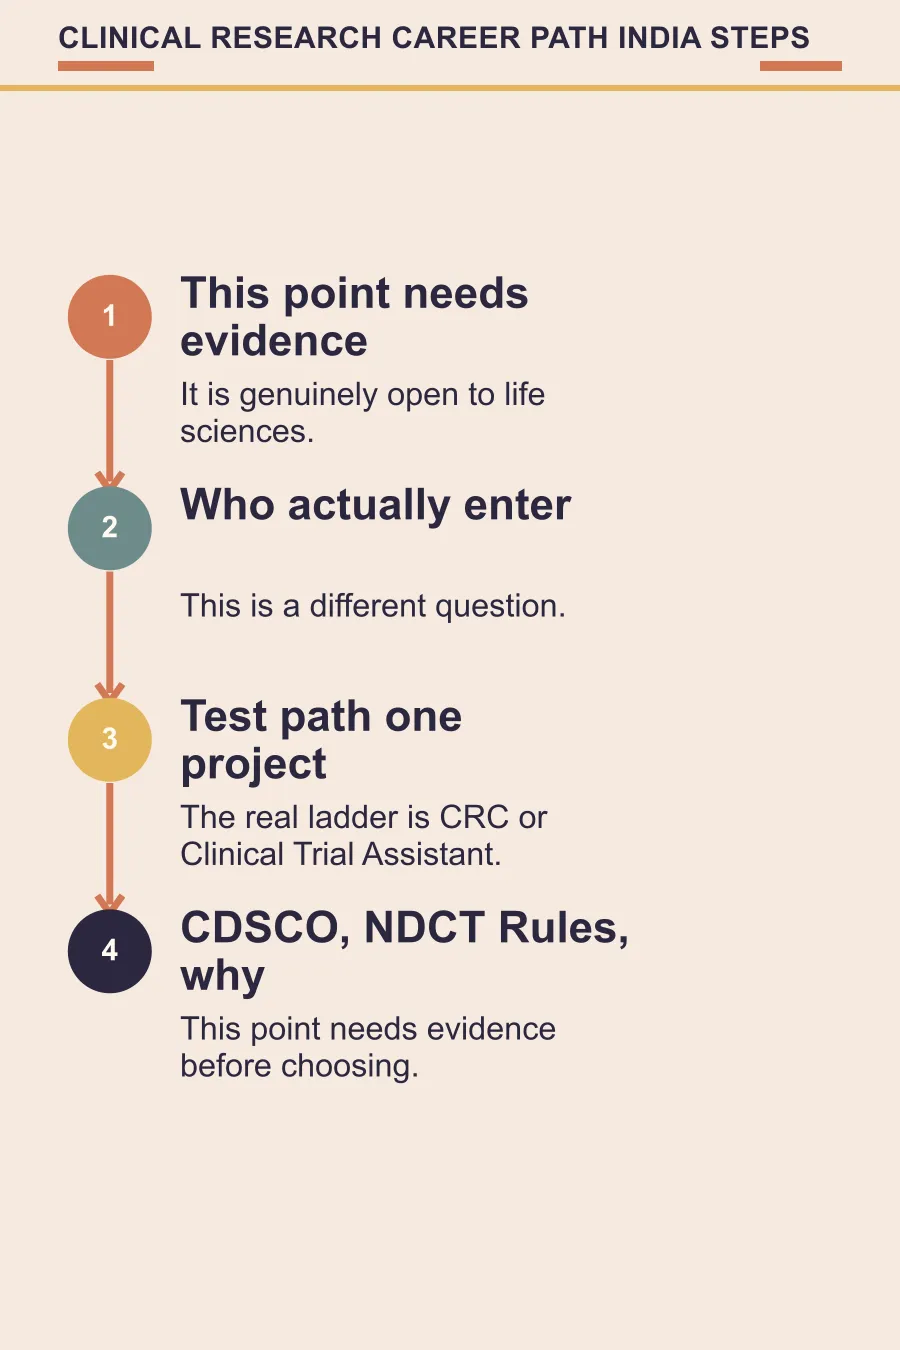 CLINICAL RESEARCH CAREER PATH INDIA STEPS
1
This point needs
evidence
It is genuinely open to life
sciences.
2
Who actually enter
This is a different question.
3
Test path one
project
The real ladder is CRC or
Clinical Trial Assistant.
4
CDSCO, NDCT Rules,
why
This point needs evidence
before choosing.